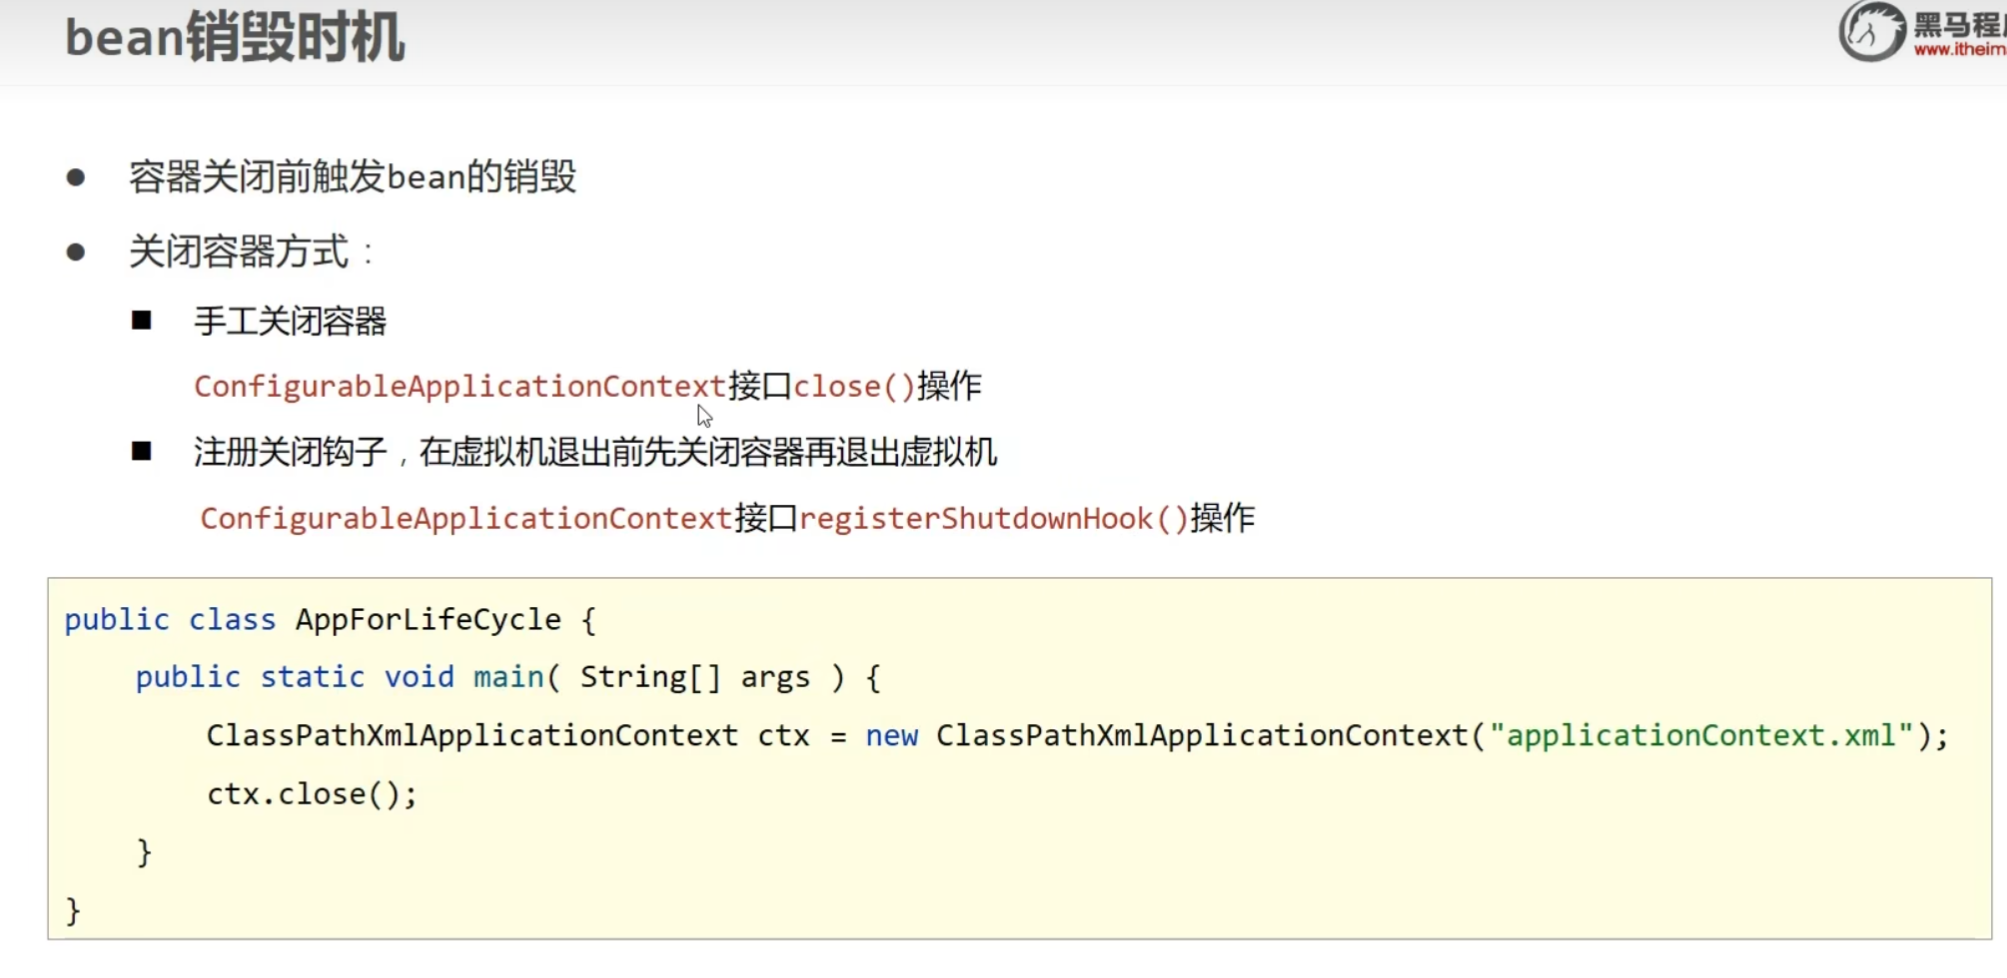 bean销毁时机
黑马程
www.itheim
● 容器关闭前触发bean的销毁
● 关闭容器方式：
■ 手工关闭容器
ConfigurableApplicationContext接口close()操作
■ 注册关闭钩子，在虚拟机退出前先关闭容器再退出虚拟机
ConfigurableApplicationContext接口registerShutdownHook()操作
public class AppForLifeCycle {
    public static void main( String[] args ) {
        ClassPathXmlApplicationContext ctx = new ClassPathXmlApplicationContext("applicationContext.xml");
        ctx.close();
    }
}